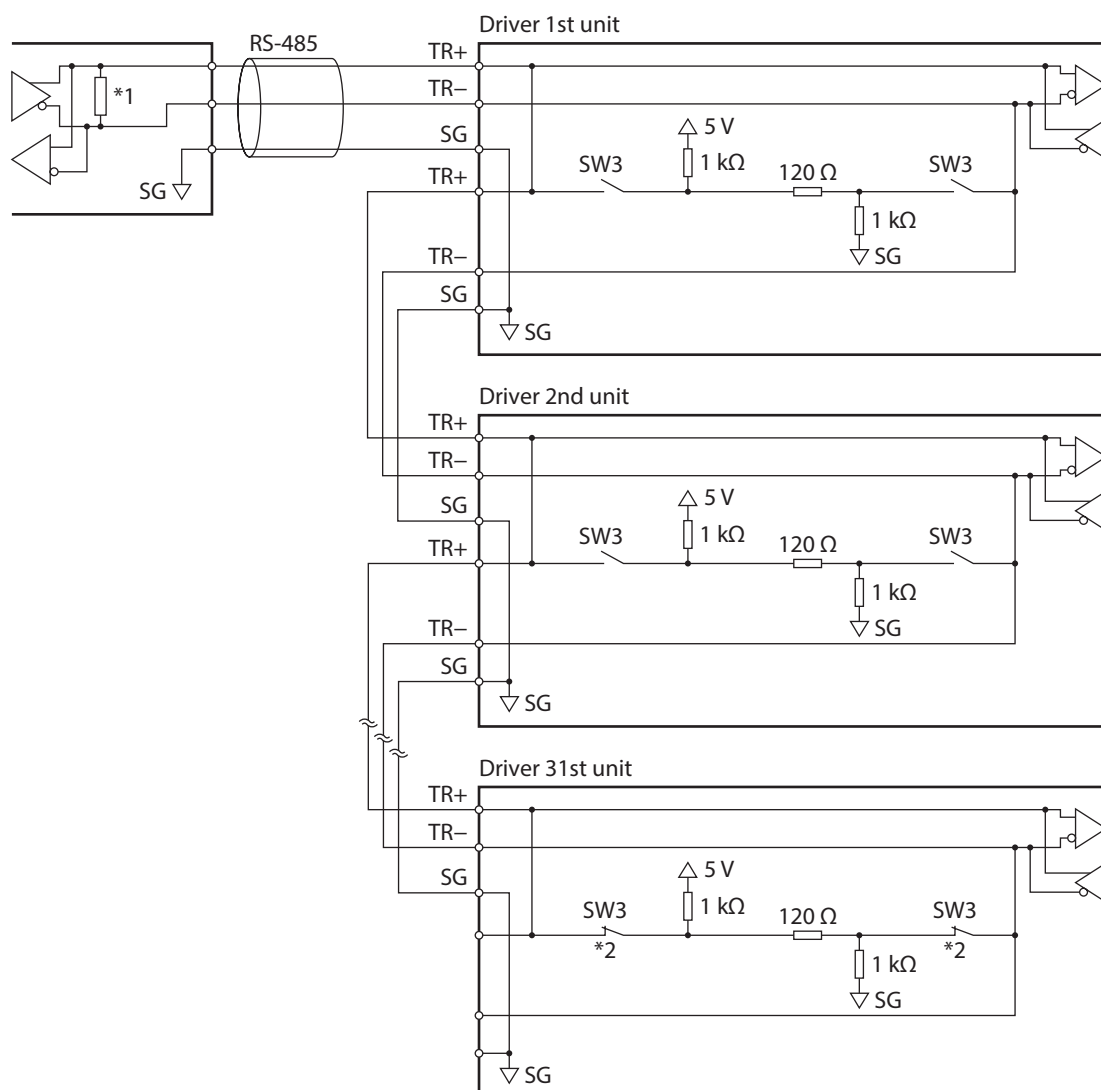 Driver 1st unit
RS-485
TR+
*1
TR−
SG
5 V
SG
TR+
SW3
1 kΩ
120 Ω
SW3
1 kΩ
SG
TR−
SG
SG
Driver 2nd unit
TR+
TR−
SG
5 V
TR+
SW3
1 kΩ
120 Ω
SW3
1 kΩ
SG
TR−
SG
SG
Driver 31st unit
TR+
TR−
SG
5 V
SW3
*2
1 kΩ
120 Ω
SW3
*2
1 kΩ
SG
SG